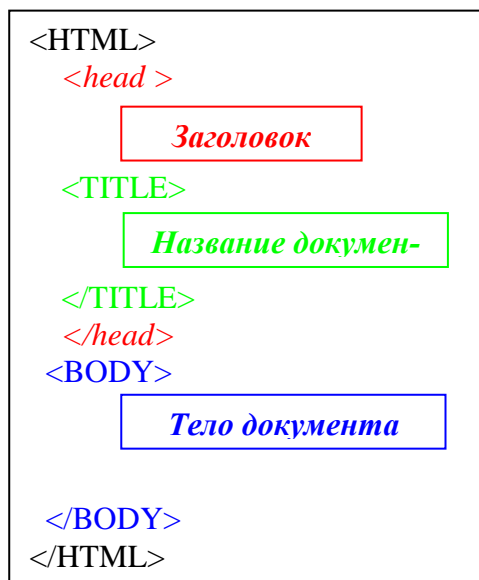 <HTML>
<head >
Заголовок
<TITLE>
Название докумен-
</TITLE>
</head>
<BODY>
Тело документа
</BODY>
</HTML>